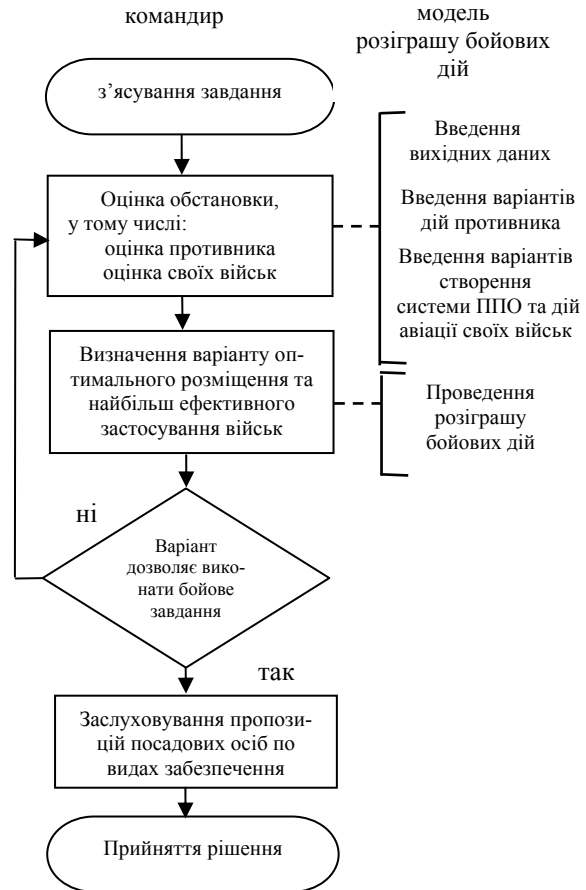 командир
модель
розіграшу бойових
дій
з’ясування завдання
Введення
вихідних даних
Оцінка обстановки,
у тому числі:
оцінка противника
оцінка своїх військ
Введення варіантів
дій противника
Введення варіантів
створення
системи ППО та дій
авіації своїх військ
Визначення варіанту оп-
тимального розміщення та
найбільш ефективного
застосування військ
Проведення
розіграшу
бойових дій
ні
Варіант
дозволяє вико-
нати бойове
завдання
так
Заслуховування пропози-
цій посадових осіб по
видах забезпечення
Прийняття рішення